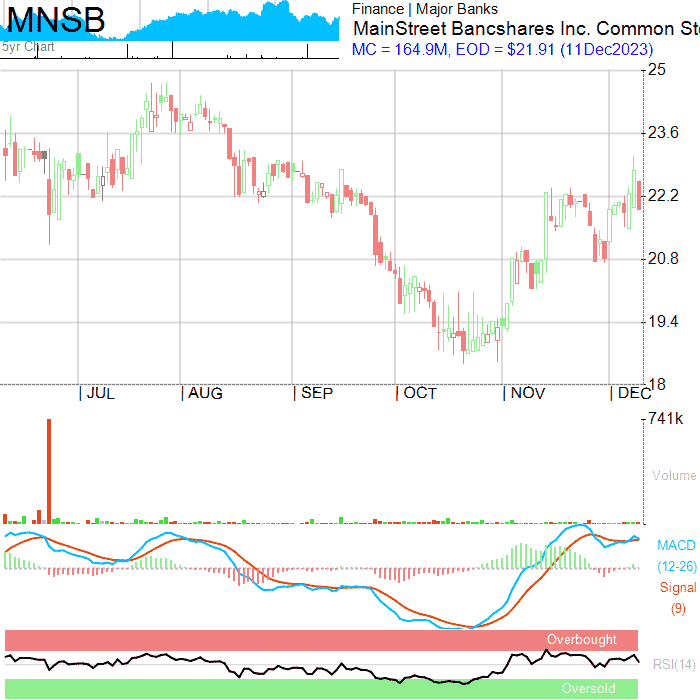 MNSB
5yr Chart
Finance | Major Banks
MainStreet Bancshares Inc. Common Sto
MC = 164.9M, EOD = $21.91 (11Dec2023)
25
23.6
22.2
20.8
19.4
18
JUL AUG SEP OCT NOV DEC
741k
Volume
MACD
(12-26)
Signal
(9)
Overbought
RSI(14)
Oversold